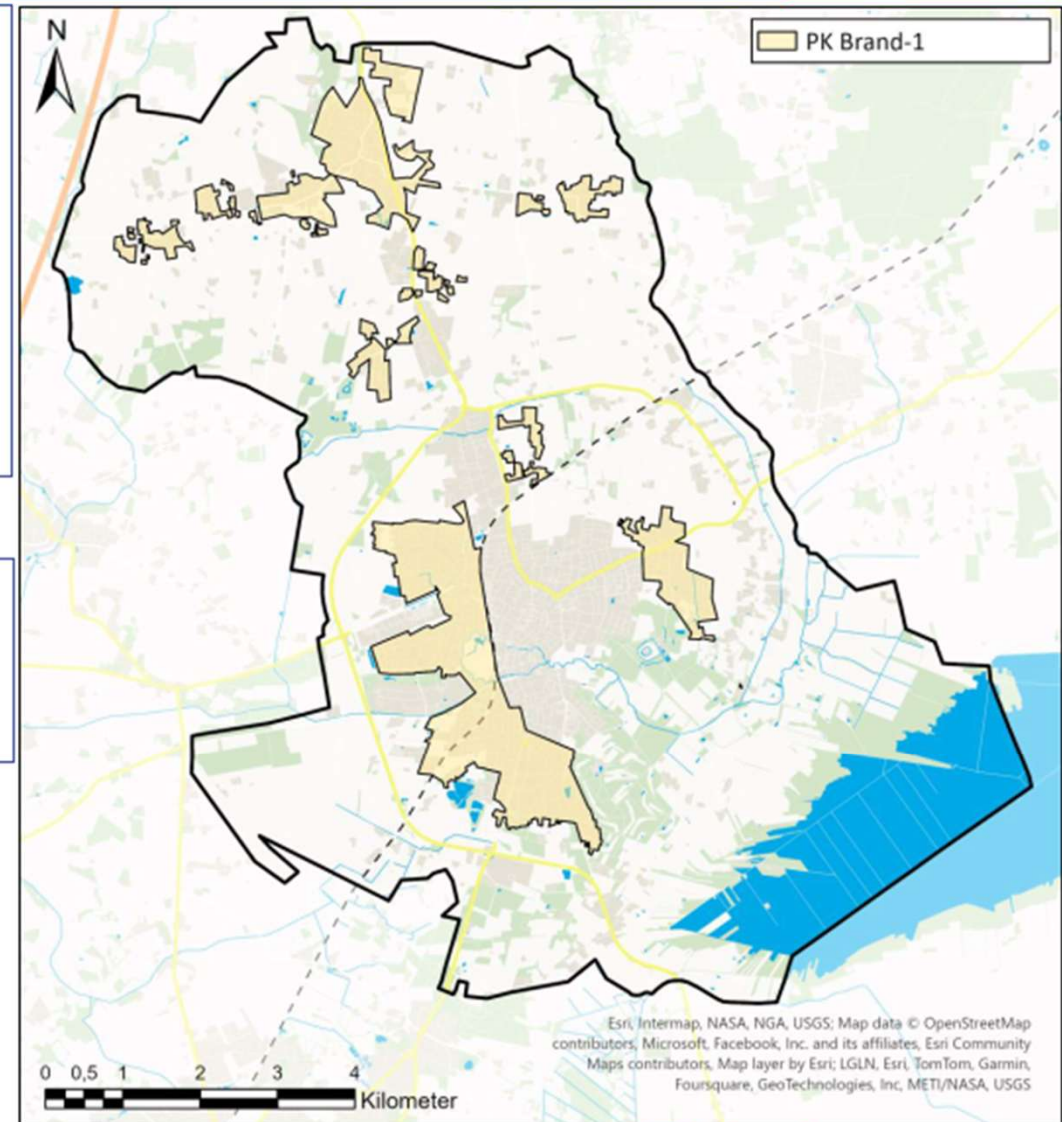 N
PK Brand-1
Esri, Intermap, NASA, NGA, USGS; Map data © OpenStreetMap
contributors, Microsoft, Facebook, Inc. and its affiliates, Esri Community
Maps contributors, Map layer by Esri; LGLN, Esri, TomTom, Garmin,
Foursquare, GeoTechnologies, Inc, METI/NASA, USGS
0 0,5 1 2 3 4
Kilometer